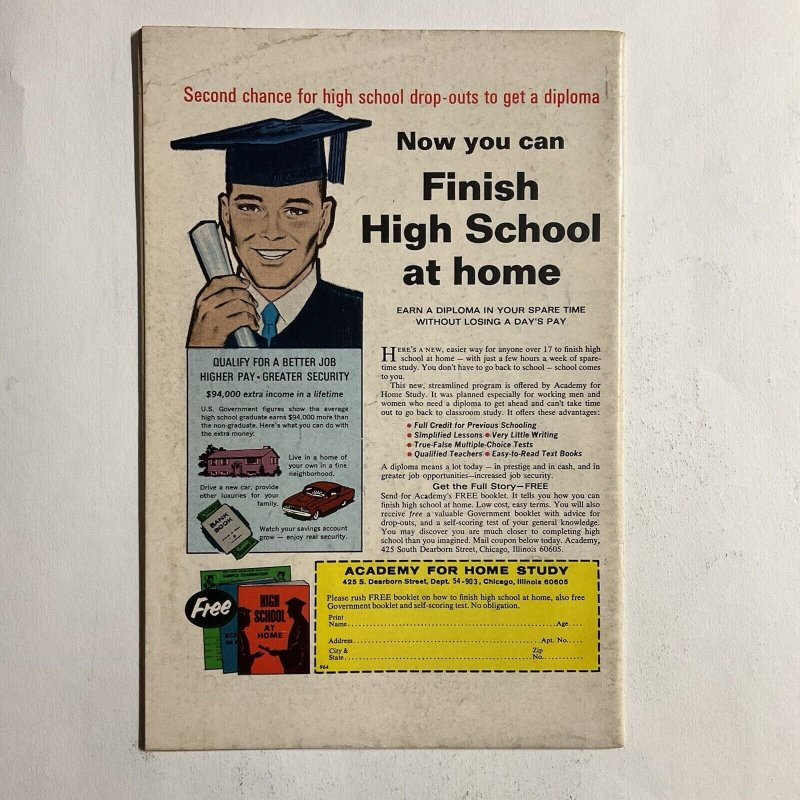 Second chance for high school drop-outs to get a diploma
Now you can
Finish
High School
at home
EARN A DIPLOMA IN YOUR SPARE TIME
WITHOUT LOSING A DAY'S PAY
HERE'S A NEW, easier way for anyone over 17 to finish high
school at home — with just a few hours a week of spare-
time study. You don't have to go back to school — school comes
to you.
This new, streamlined program is offered by Academy for
Home Study. It was planned especially for working men and
women who need a diploma to get ahead and can't take time
out to go back to classroom study. It offers these advantages:
• Full Credit for Previous Schooling
• Simplified Lessons • Very Little Writing
• True-False Multiple-Choice Tests
• Qualified Teachers • Easy-to-Read Text Books
A diploma means a lot today — in prestige and in cash, and in
greater job opportunities—increased job security.
Get the Full Story—FREE
Send for Academy's FREE booklet. It tells you how you can
finish high school at home. Low cost, easy terms. You will also
receive free a valuable Government booklet with advice for
drop-outs, and a self-scoring test of your general knowledge.
You may discover you are much closer to completing high
school than you imagined. Mail coupon below today. Academy,
425 South Dearborn Street, Chicago, Illinois 60605.
QUALIFY FOR A BETTER JOB
HIGHER PAY • GREATER SECURITY
$94,000 extra income in a lifetime
U.S. Government figures show the average
high school graduate earns $94,000 more than
the non-graduate. Here's what you can do with
the extra money:
Live in a home of
your own in a fine
neighborhood.
Drive a new car, provide
other luxuries for your
family.
BANK
BOOK
Watch your savings account
grow — enjoy real security.
Free
SAMPLE EXAMINATION
HIGH
SCHOOL
AT
HOME
ACADEMY FOR HOME STUDY
425 S. Dearborn Street, Dept. 54-903, Chicago, Illinois 60605
Please rush FREE booklet on how to finish high school at home, also free
Government booklet and self-scoring test. No obligation.
Print
Name Age
Address Apt. No.
City & Zip
State No.
964